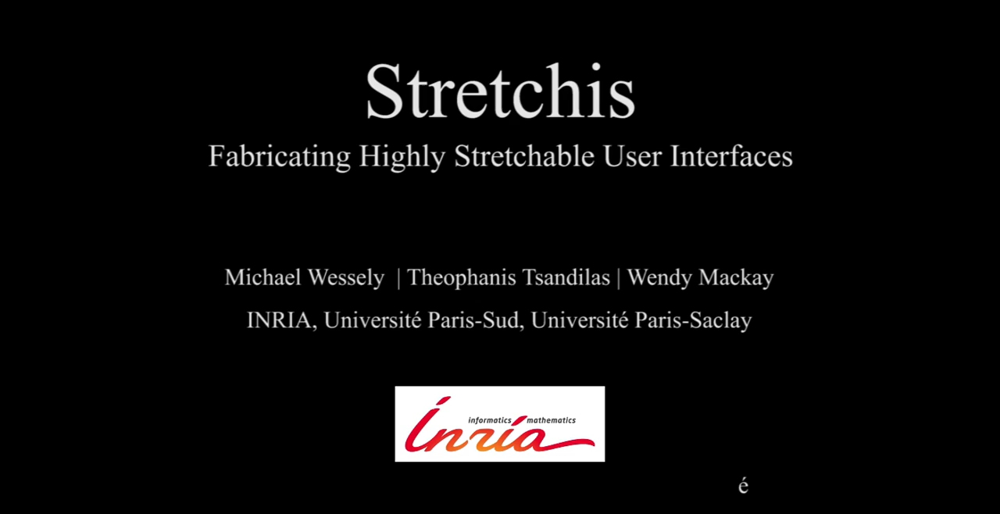 Stretchis
Fabricating Highly Stretchable User Interfaces
Michael Wessely | Theophanis Tsandilas | Wendy Mackay
INRIA, Université Paris-Sud, Université Paris-Saclay
informatics mathematics
inria
é